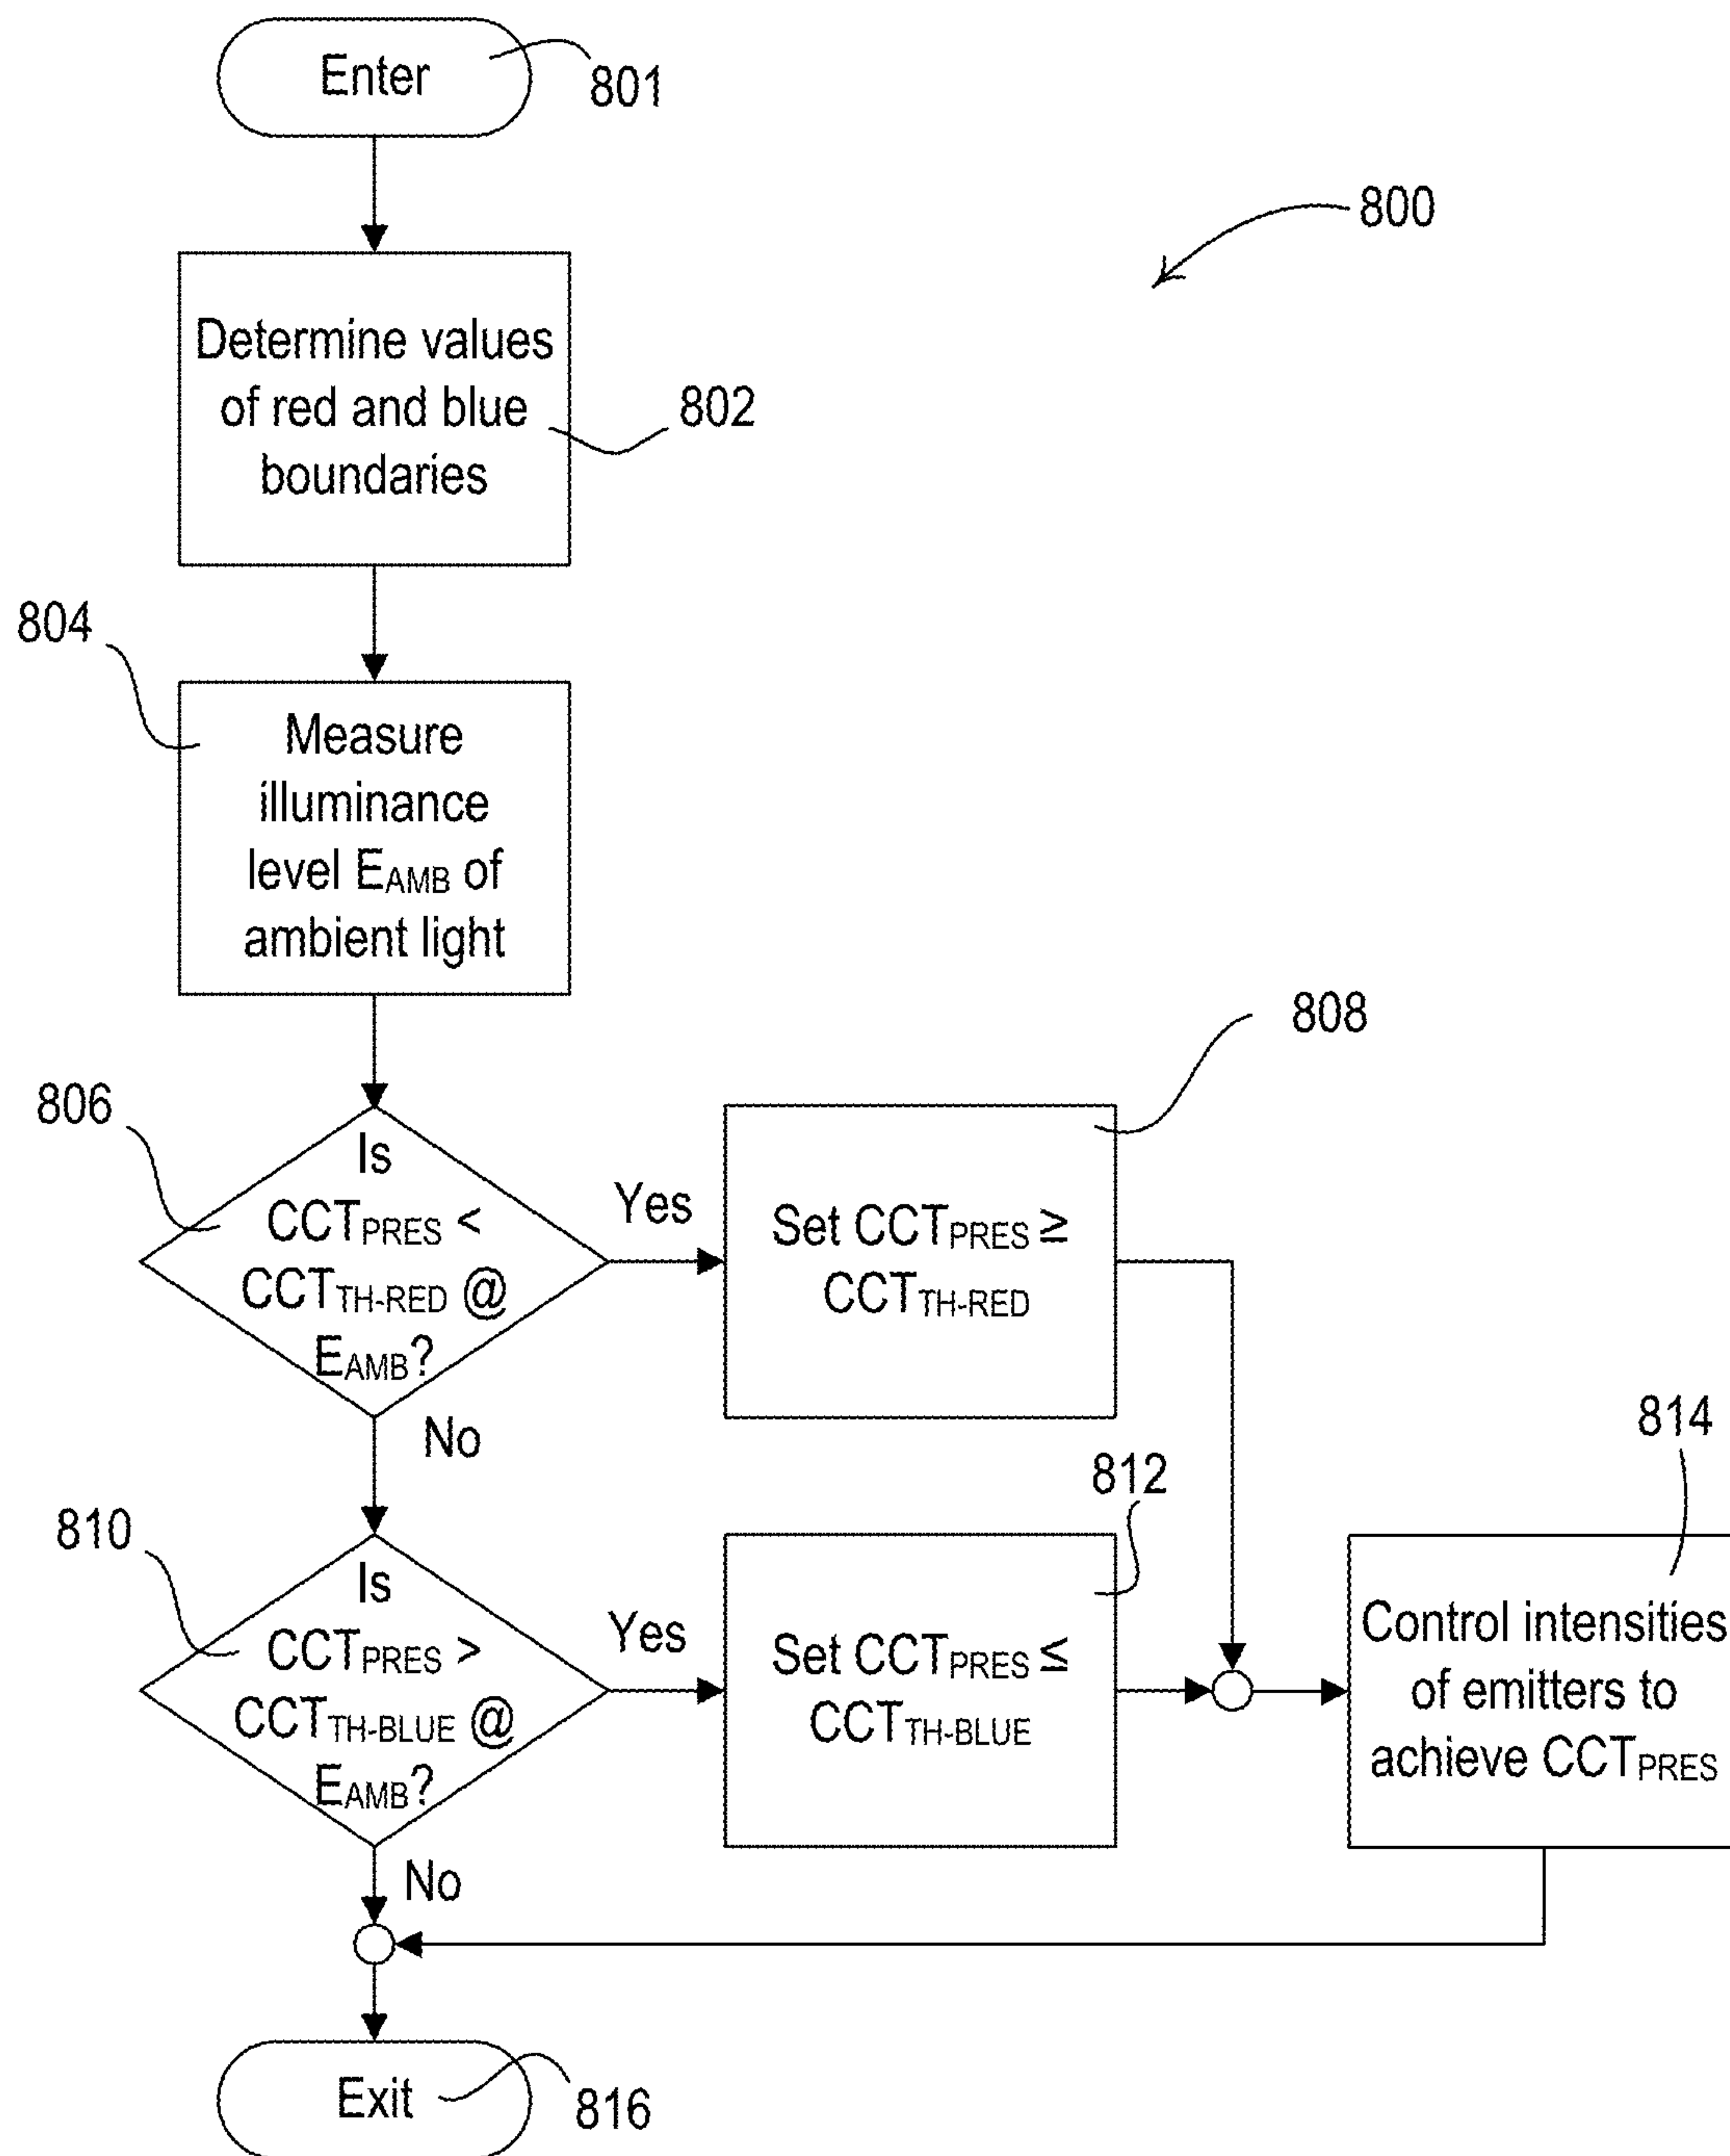 Enter
801
800
Determine values
of red and blue
boundaries
802
804
Measure
illuminance
level EAMB of
ambient light
806
Is
CCTPRES <
CCTTH-RED @
EAMB?
Yes
No
808
Set CCTPRES ≥
CCTTH-RED
810
Is
CCTPRES >
CCTTH-BLUE @
EAMB?
Yes
No
812
Set CCTPRES ≤
CCTTH-BLUE
814
Control intensities
of emitters to
achieve CCTPRES
Exit
816